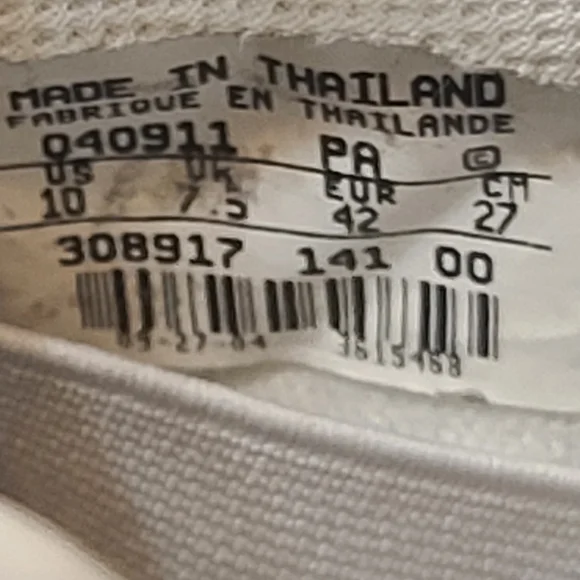 MADE IN THAILAND
FABRIQUE EN THAILANDE
040911 PA ©
US UK EUR CM
10 7.5 42 27
308917 141 00